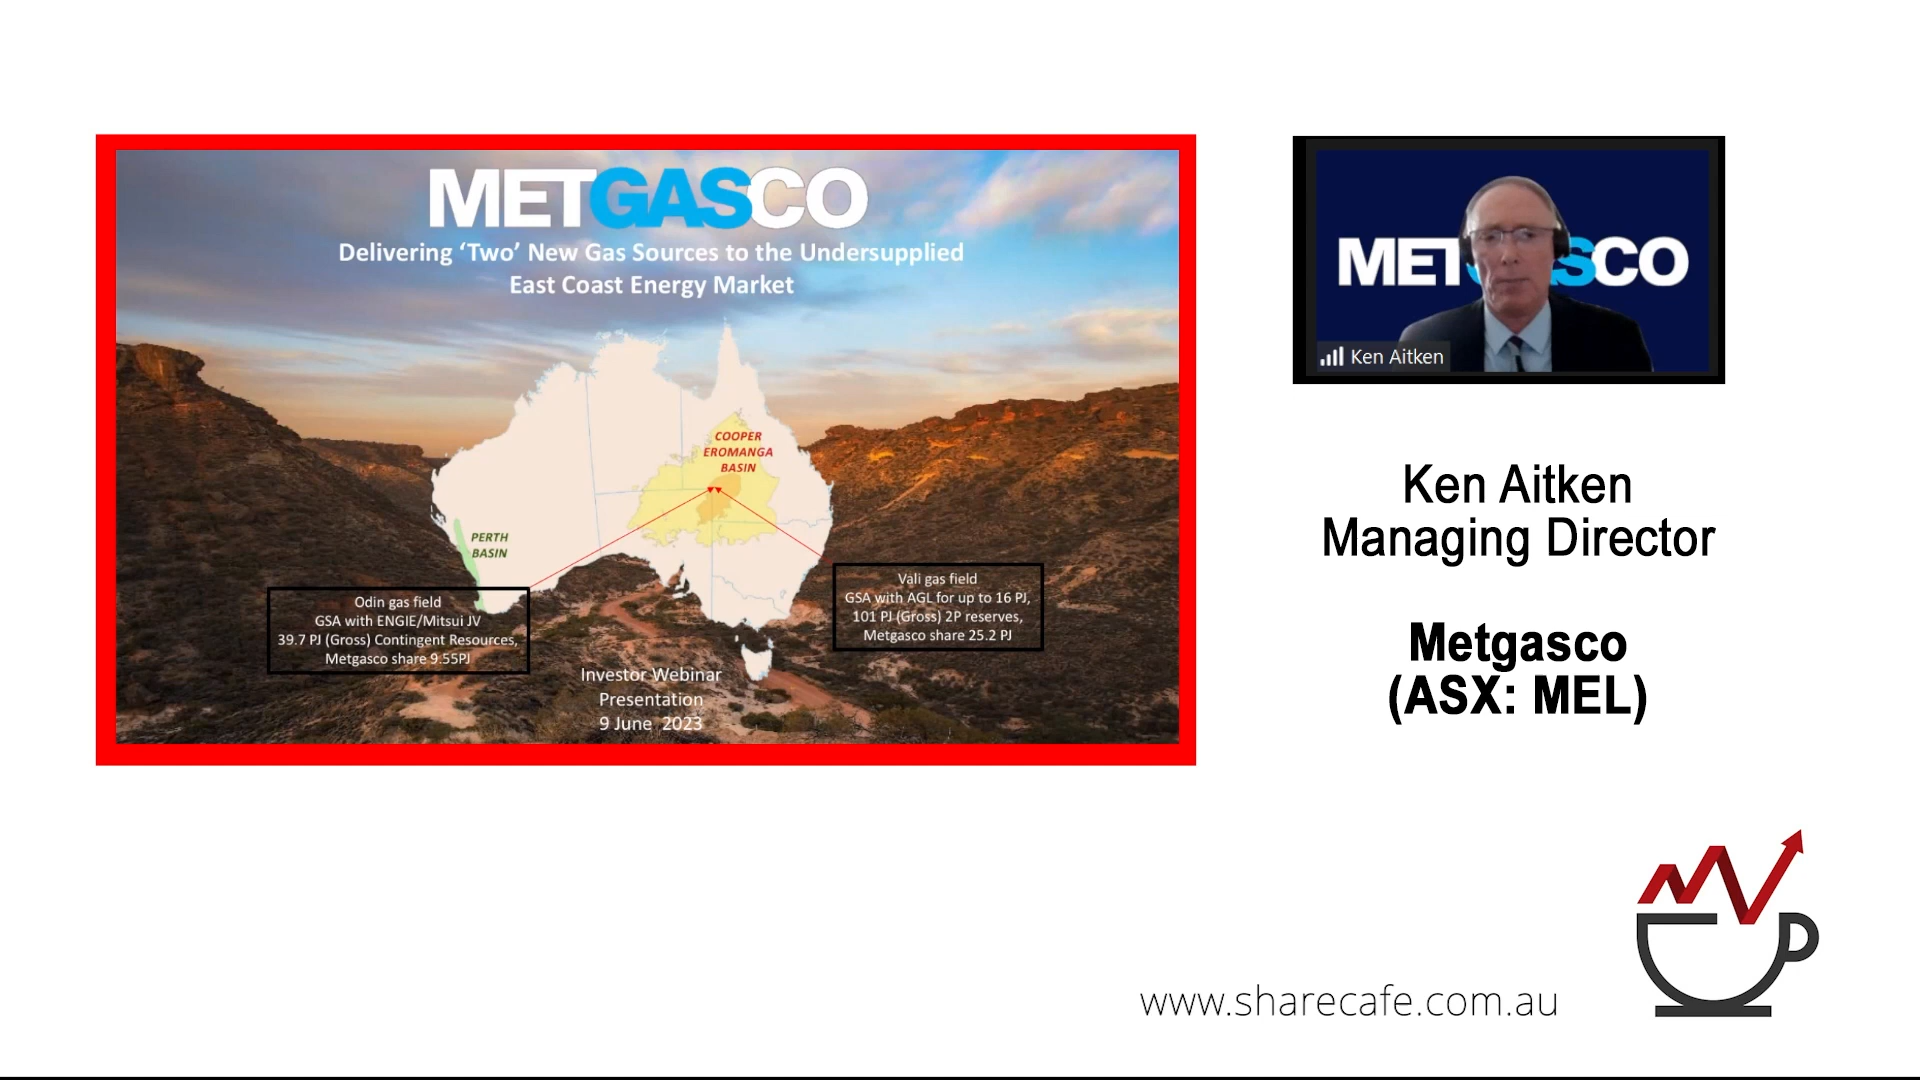 METGASCO
Delivering ‘Two’ New Gas Sources to the Undersupplied
East Coast Energy Market
COOPER
EROMANGA
BASIN
PERTH
BASIN
Odin gas field
GSA with ENGIE/Mitsui JV
39.7 PJ (Gross) Contingent Resources,
Metgasco share 9.55PJ
Vali gas field
GSA with AGL for up to 16 PJ,
101 PJ (Gross) 2P reserves,
Metgasco share 25.2 PJ
Investor Webinar
Presentation
9 June 2023
MET SCO
Ken Aitken
Ken Aitken
Managing Director
Metgasco
(ASX: MEL)
www.sharecafe.com.au